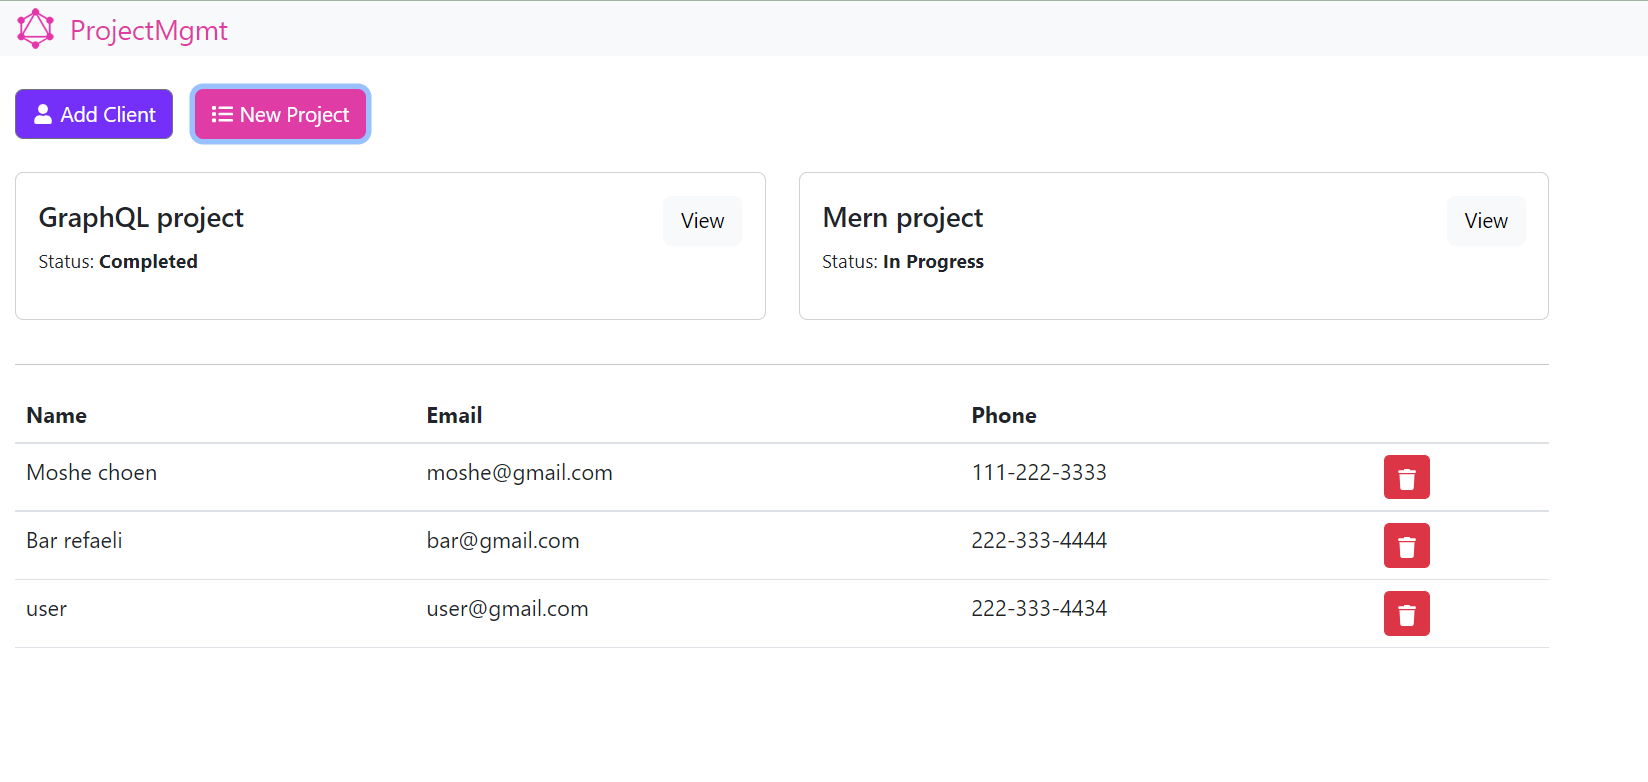 ProjectMgmt
Add Client New Project
GraphQL project View
Status: Completed
Mern project View
Status: In Progress
Name Email Phone
Moshe choen moshe@gmail.com 111-222-3333
Bar refaeli bar@gmail.com 222-333-4444
user user@gmail.com 222-333-4434